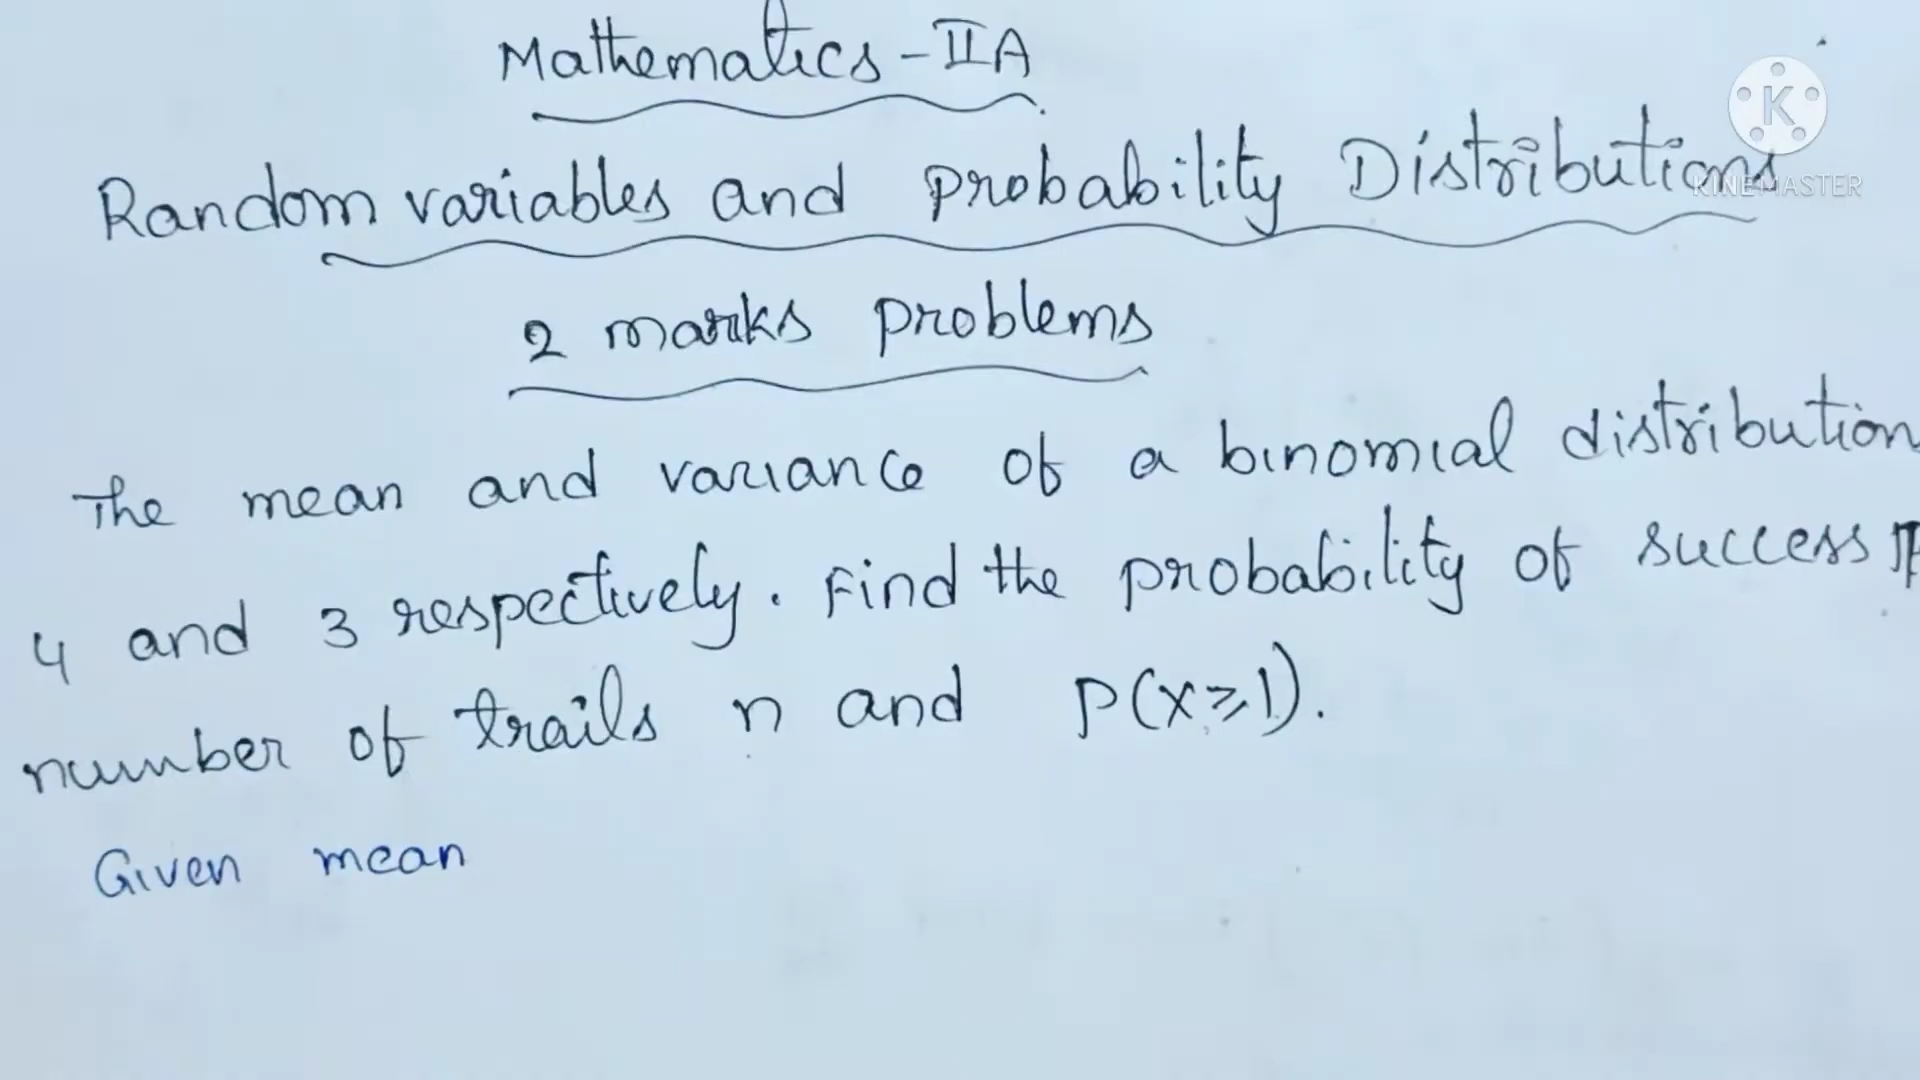 Mathematics - IIA
Random variables and probability Distributions
2 marks problems
The mean and variance of a binomial distribution
4 and 3 respectively. Find the probability of success P
number of trails n and P(X≥1).
Given mean
K
KINEMASTER